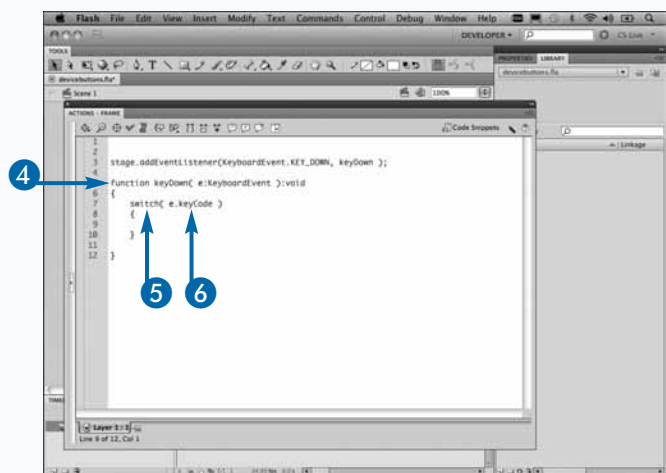 Flash File Edit View Insert Modify Text Commands Control Debug Window Help
DEVELOPER CS Live
TOOLS
PROPERTIES LIBRARY
devicebuttons.fla*
devicebuttons.fla
Scene 1
100%
ACTIONS - FRAME
Code Snippets
Linkage
1
2
3 stage.addEventListener(KeyboardEvent.KEY_DOWN, keyDown );
4
5 function keyDown( e:KeyboardEvent ):void
6 {
7 switch( e.keyCode )
8 {
9
10 }
11
12 }
4
5
6
Layer 1 : 1
Line 9 of 12, Col 1